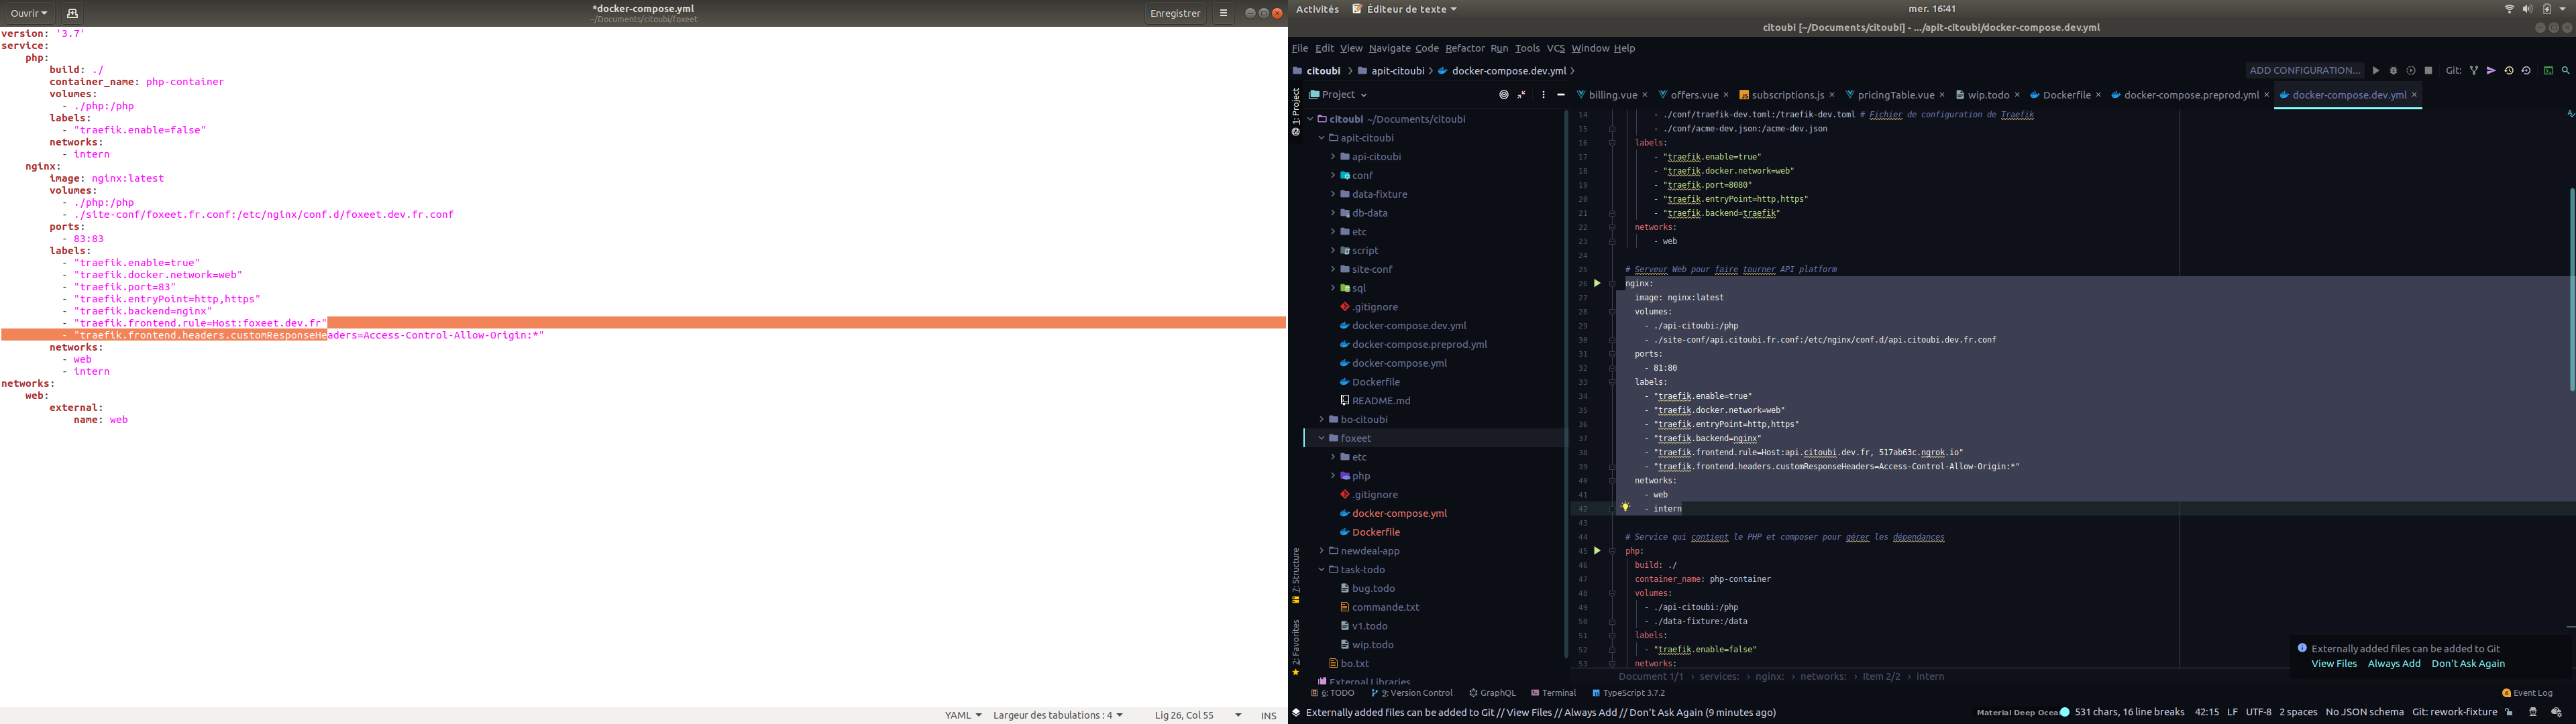 Ouvrir
*docker-compose.yml
~/Documents/citoubi/foxeet
Enregistrer
version: '3.7'
service:
php:
build: ./
container_name: php-container
volumes:
- ./php:/php
labels:
- "traefik.enable=false"
networks:
- intern
nginx:
image: nginx:latest
volumes:
- ./php:/php
- ./site-conf/foxeet.fr.conf:/etc/nginx/conf.d/foxeet.dev.fr.conf
ports:
- 83:83
labels:
- "traefik.enable=true"
- "traefik.docker.network=web"
- "traefik.port=83"
- "traefik.entryPoint=http,https"
- "traefik.backend=nginx"
- "traefik.frontend.rule=Host:foxeet.dev.fr"
- "traefik.frontend.headers.customResponseHeaders=Access-Control-Allow-Origin:*"
networks:
- web
- intern
networks:
web:
external:
name: web
YAML Largeur des tabulations : 4 Lig 26, Col 55 INS
Activités Éditeur de texte mer. 16:41
citoubi [~/Documents/citoubi] - .../apit-citoubi/docker-compose.dev.yml
File Edit View Navigate Code Refactor Run Tools VCS Window Help
citoubi apit-citoubi docker-compose.dev.yml ADD CONFIGURATION... Git:
1: Project
Project
billing.vue offers.vue subscriptions.js pricingTable.vue wip.todo Dockerfile docker-compose.preprod.yml docker-compose.dev.yml
citoubi ~/Documents/citoubi
apit-citoubi
api-citoubi
conf
data-fixture
db-data
etc
script
site-conf
sql
.gitignore
docker-compose.dev.yml
docker-compose.preprod.yml
docker-compose.yml
Dockerfile
README.md
bo-citoubi
foxeet
etc
php
.gitignore
docker-compose.yml
Dockerfile
newdeal-app
task-todo
bug.todo
commande.txt
v1.todo
wip.todo
bo.txt
External Libraries
7: Structure
2: Favorites
14 - ./conf/traefik-dev.toml:/traefik-dev.toml # Fichier de configuration de Traefik
15 - ./conf/acme-dev.json:/acme-dev.json
16 labels:
17 - "traefik.enable=true"
18 - "traefik.docker.network=web"
19 - "traefik.port=8080"
20 - "traefik.entryPoint=http,https"
21 - "traefik.backend=traefik"
22 networks:
23 - web
24
25 # Serveur Web pour faire tourner API platform
26 nginx:
27 image: nginx:latest
28 volumes:
29 - ./api-citoubi:/php
30 - ./site-conf/api.citoubi.fr.conf:/etc/nginx/conf.d/api.citoubi.dev.fr.conf
31 ports:
32 - 81:80
33 labels:
34 - "traefik.enable=true"
35 - "traefik.docker.network=web"
36 - "traefik.entryPoint=http,https"
37 - "traefik.backend=nginx"
38 - "traefik.frontend.rule=Host:api.citoubi.dev.fr, 517ab63c.ngrok.io"
39 - "traefik.frontend.headers.customResponseHeaders=Access-Control-Allow-Origin:*"
40 networks:
41 - web
42 - intern
43
44 # Service qui contient le PHP et composer pour gérer les dépendances
45 php:
46 build: ./
47 container_name: php-container
48 volumes:
49 - ./api-citoubi:/php
50 - ./data-fixture:/data
51 labels:
52 - "traefik.enable=false"
53 networks:
Document 1/1 services: nginx: networks: Item 2/2 intern
Externally added files can be added to Git
View Files Always Add Don't Ask Again
6: TODO 9: Version Control GraphQL Terminal TypeScript 3.7.2 Event Log
Externally added files can be added to Git // View Files // Always Add // Don't Ask Again (9 minutes ago) Material Deep Ocean 531 chars, 16 line breaks 42:15 LF UTF-8 2 spaces No JSON schema Git: rework-fixture